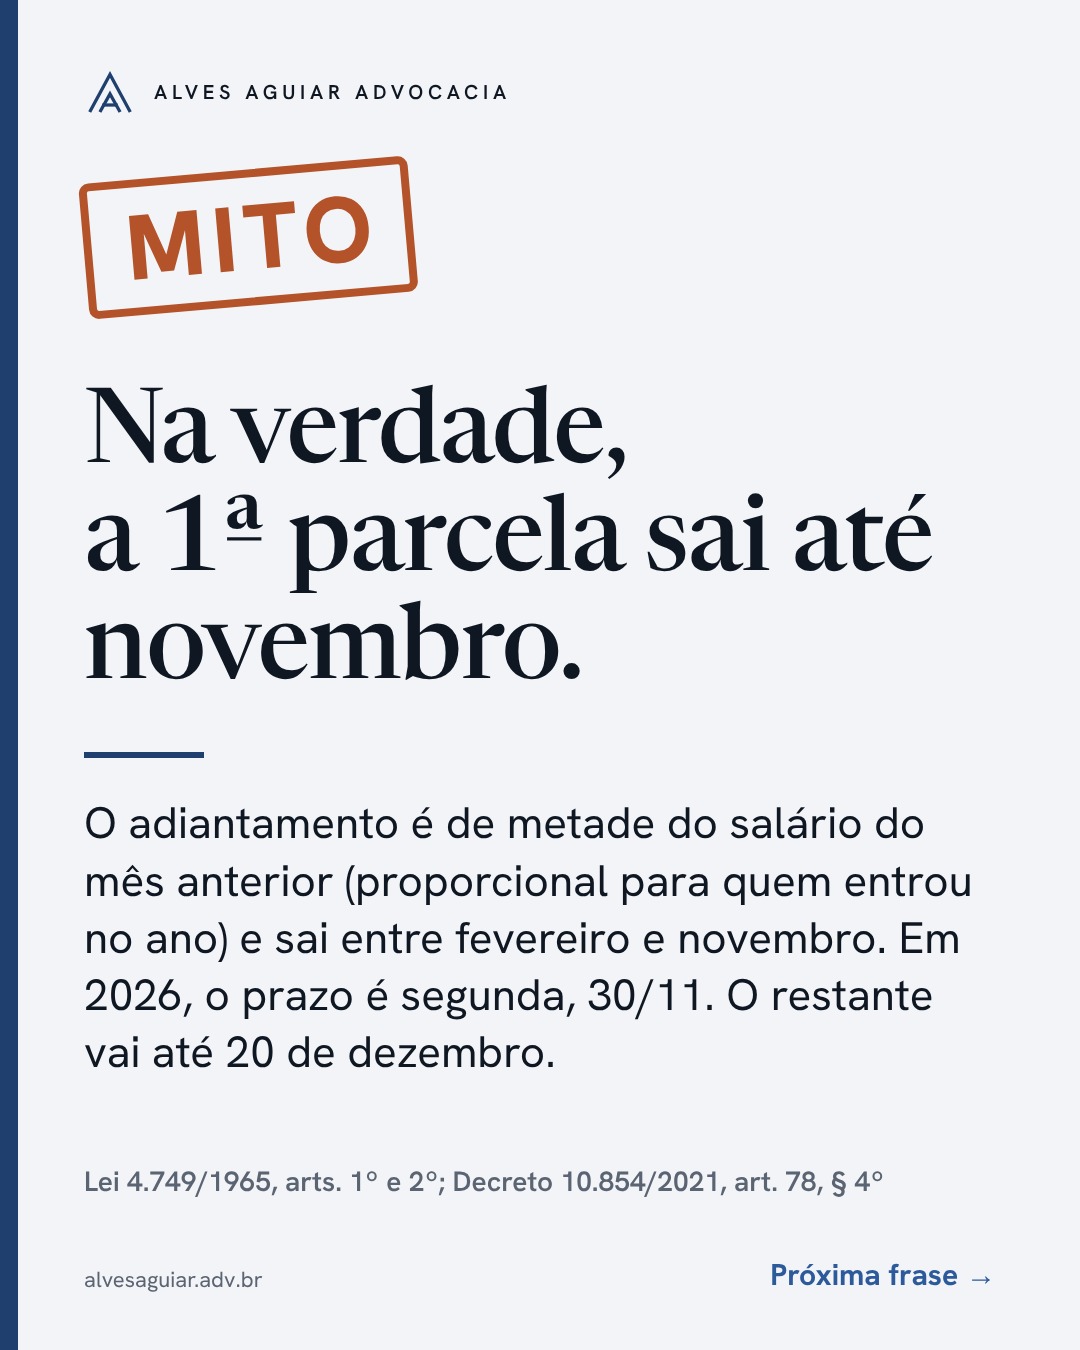 ALVES AGUIAR ADVOCACIA
MITO
Na verdade,
a 1ª parcela sai até
novembro.
O adiantamento é de metade do salário do
mês anterior (proporcional para quem entrou
no ano) e sai entre fevereiro e novembro. Em
2026, o prazo é segunda, 30/11. O restante
vai até 20 de dezembro.
Lei 4.749/1965, arts. 1º e 2º; Decreto 10.854/2021, art. 78, § 4º
alvesaguiar.adv.br
Próxima frase →